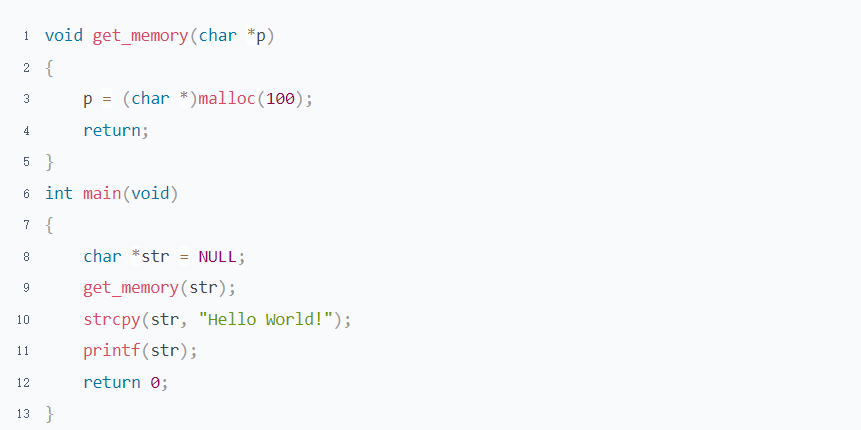 1 void get_memory(char *p)
2 {
3     p = (char *)malloc(100);
4     return;
5 }
6 int main(void)
7 {
8     char *str = NULL;
9     get_memory(str);
10     strcpy(str, "Hello World!");
11     printf(str);
12     return 0;
13 }